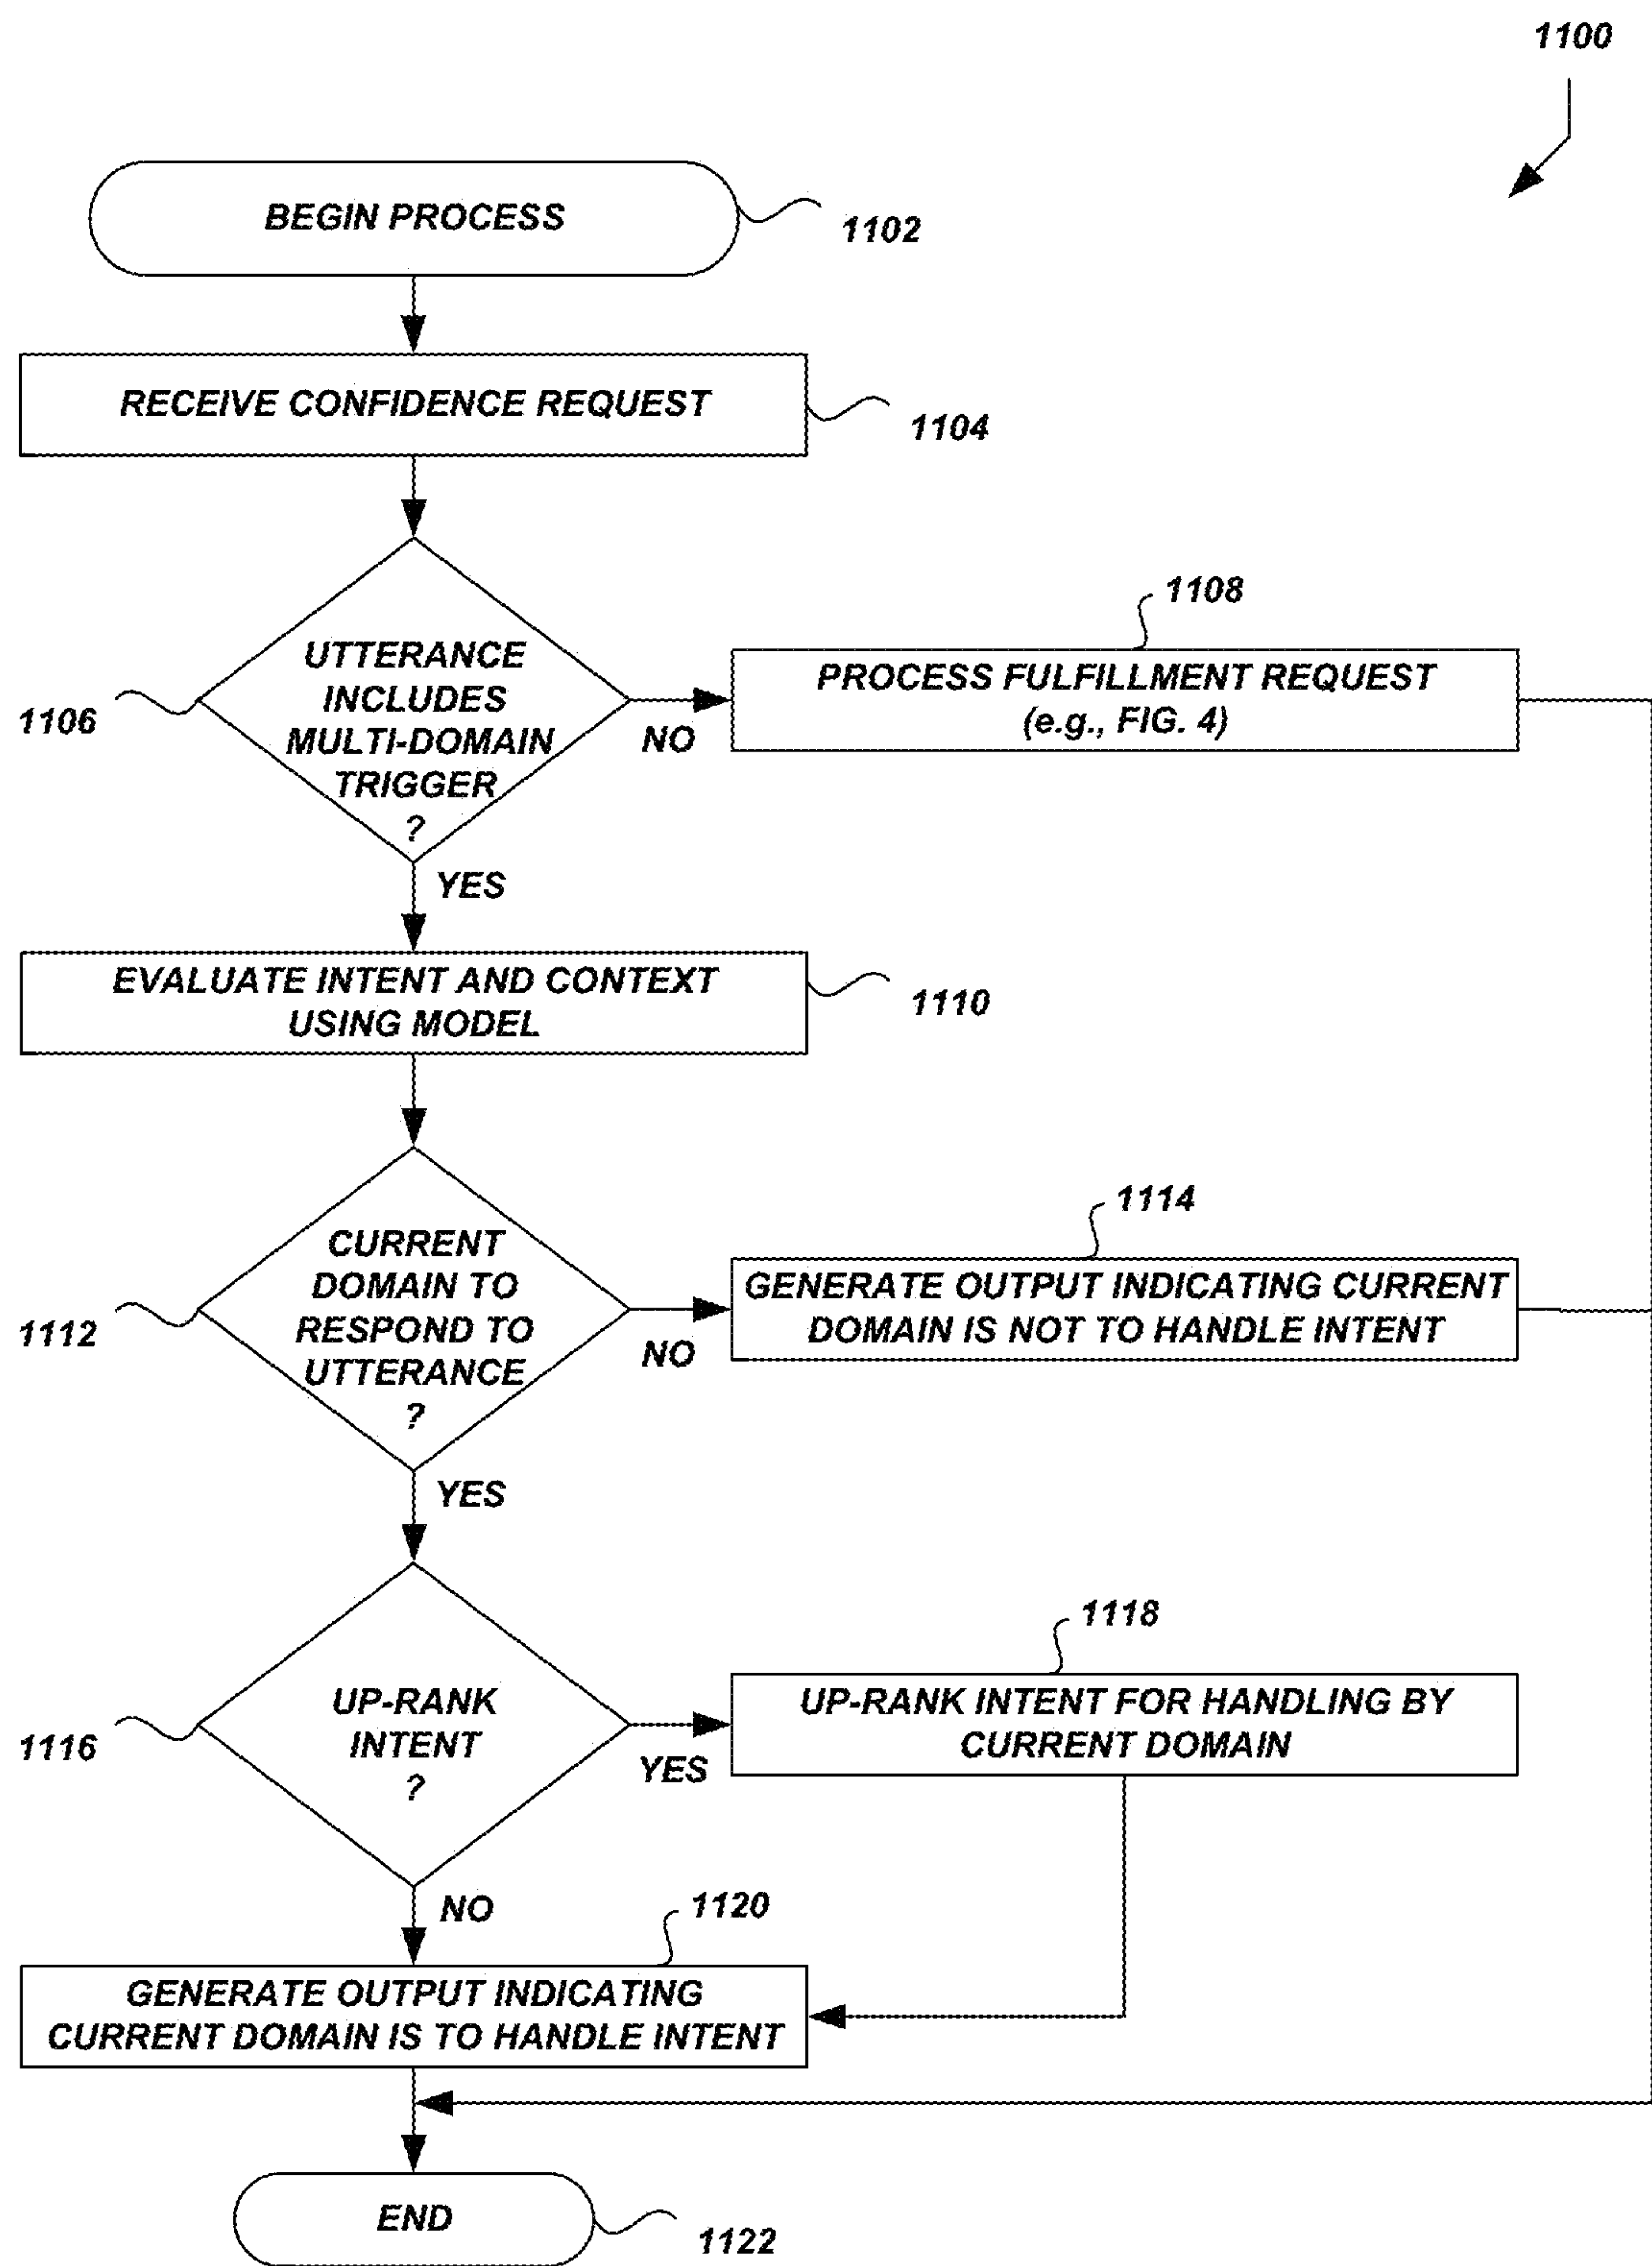 1100
BEGIN PROCESS
1102
RECEIVE CONFIDENCE REQUEST
1104
UTTERANCE
INCLUDES
MULTI-DOMAIN
TRIGGER
?
1106
NO
1108
PROCESS FULFILLMENT REQUEST
(e.g., FIG. 4)
YES
EVALUATE INTENT AND CONTEXT
USING MODEL
1110
CURRENT
DOMAIN TO
RESPOND TO
UTTERANCE
?
1112
NO
1114
GENERATE OUTPUT INDICATING CURRENT
DOMAIN IS NOT TO HANDLE INTENT
YES
UP-RANK
INTENT
?
1116
YES
1118
UP-RANK INTENT FOR HANDLING BY
CURRENT DOMAIN
NO
1120
GENERATE OUTPUT INDICATING
CURRENT DOMAIN IS TO HANDLE INTENT
END
1122